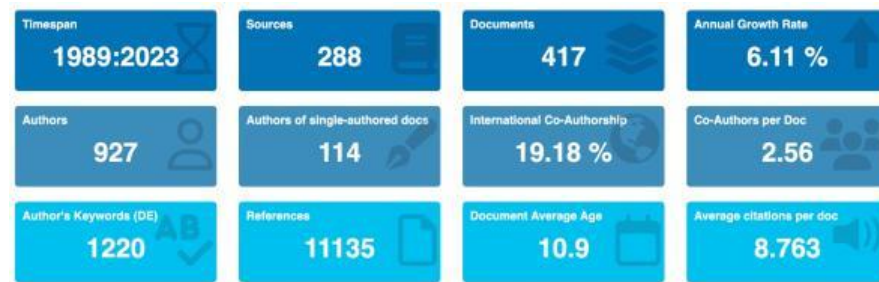 Timespan
1989:2023
Sources
288
Documents
417
Annual Growth Rate
6.11 %
Authors
927
Authors of single-authored docs
114
International Co-Authorship
19.18 %
Co-Authors per Doc
2.56
Author's Keywords (DE)
1220
AB
References
11135
Document Average Age
10.9
Average citations per doc
8.763